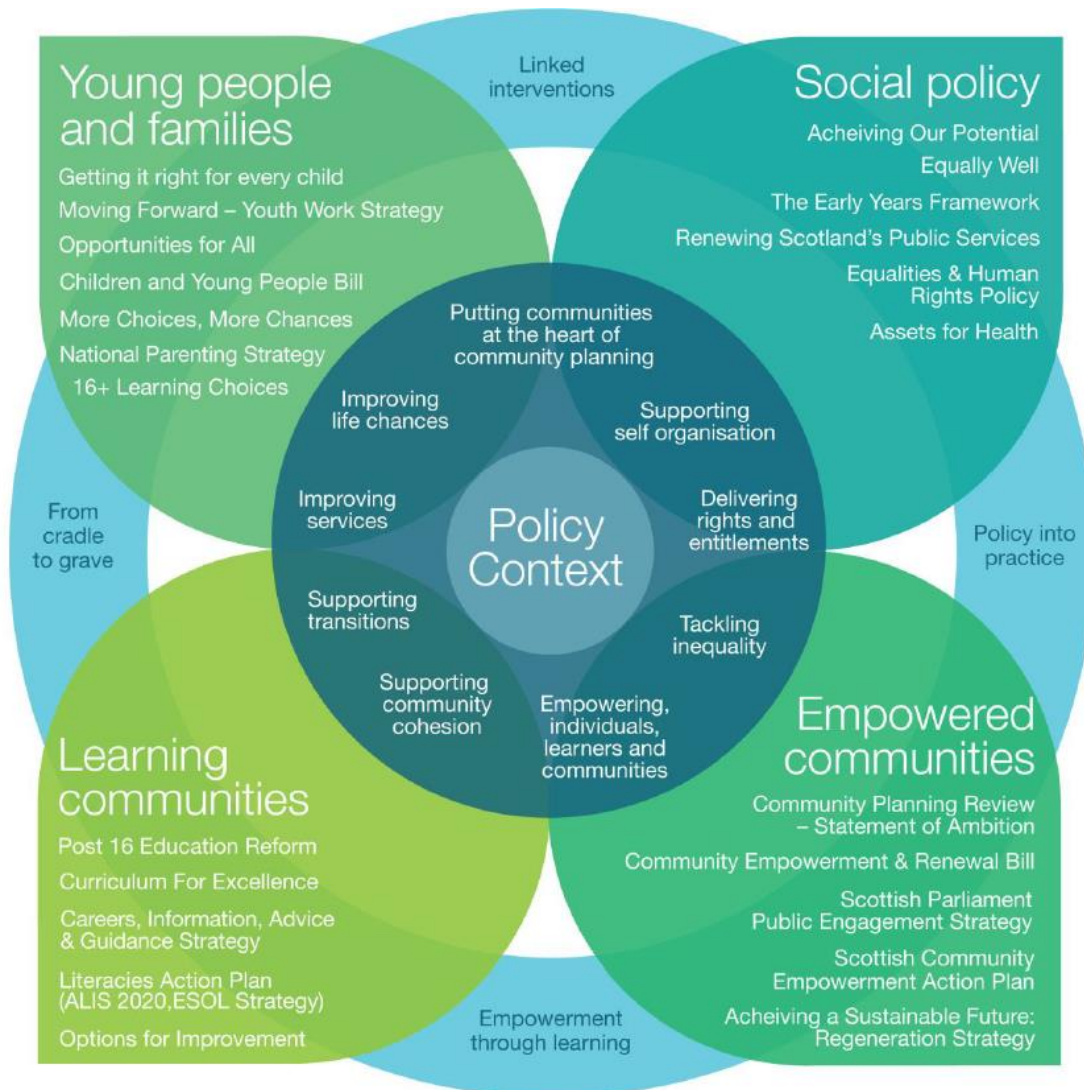 Linked
interventions
Young people
and families
Getting it right for every child
Moving Forward – Youth Work Strategy
Opportunities for All
Children and Young People Bill
More Choices, More Chances
National Parenting Strategy
16+ Learning Choices
Social policy
Acheiving Our Potential
Equally Well
The Early Years Framework
Renewing Scotland's Public Services
Equalities & Human
Rights Policy
Assets for Health
Putting communities
at the heart of
community planning
Improving
life chances
Supporting
self organisation
Improving
services
Delivering
rights and
entitlements
From
cradle
to grave
Policy
Context
Policy into
practice
Supporting
transitions
Tackling
inequality
Supporting
community
cohesion
Empowering,
individuals,
learners and
communities
Learning
communities
Post 16 Education Reform
Curriculum For Excellence
Careers, Information, Advice
& Guidance Strategy
Literacies Action Plan
(ALIS 2020,ESOL Strategy)
Options for Improvement
Empowered
communities
Community Planning Review
– Statement of Ambition
Community Empowerment & Renewal Bill
Scottish Parliament
Public Engagement Strategy
Scottish Community
Empowerment Action Plan
Acheiving a Sustainable Future:
Regeneration Strategy
Empowerment
through learning